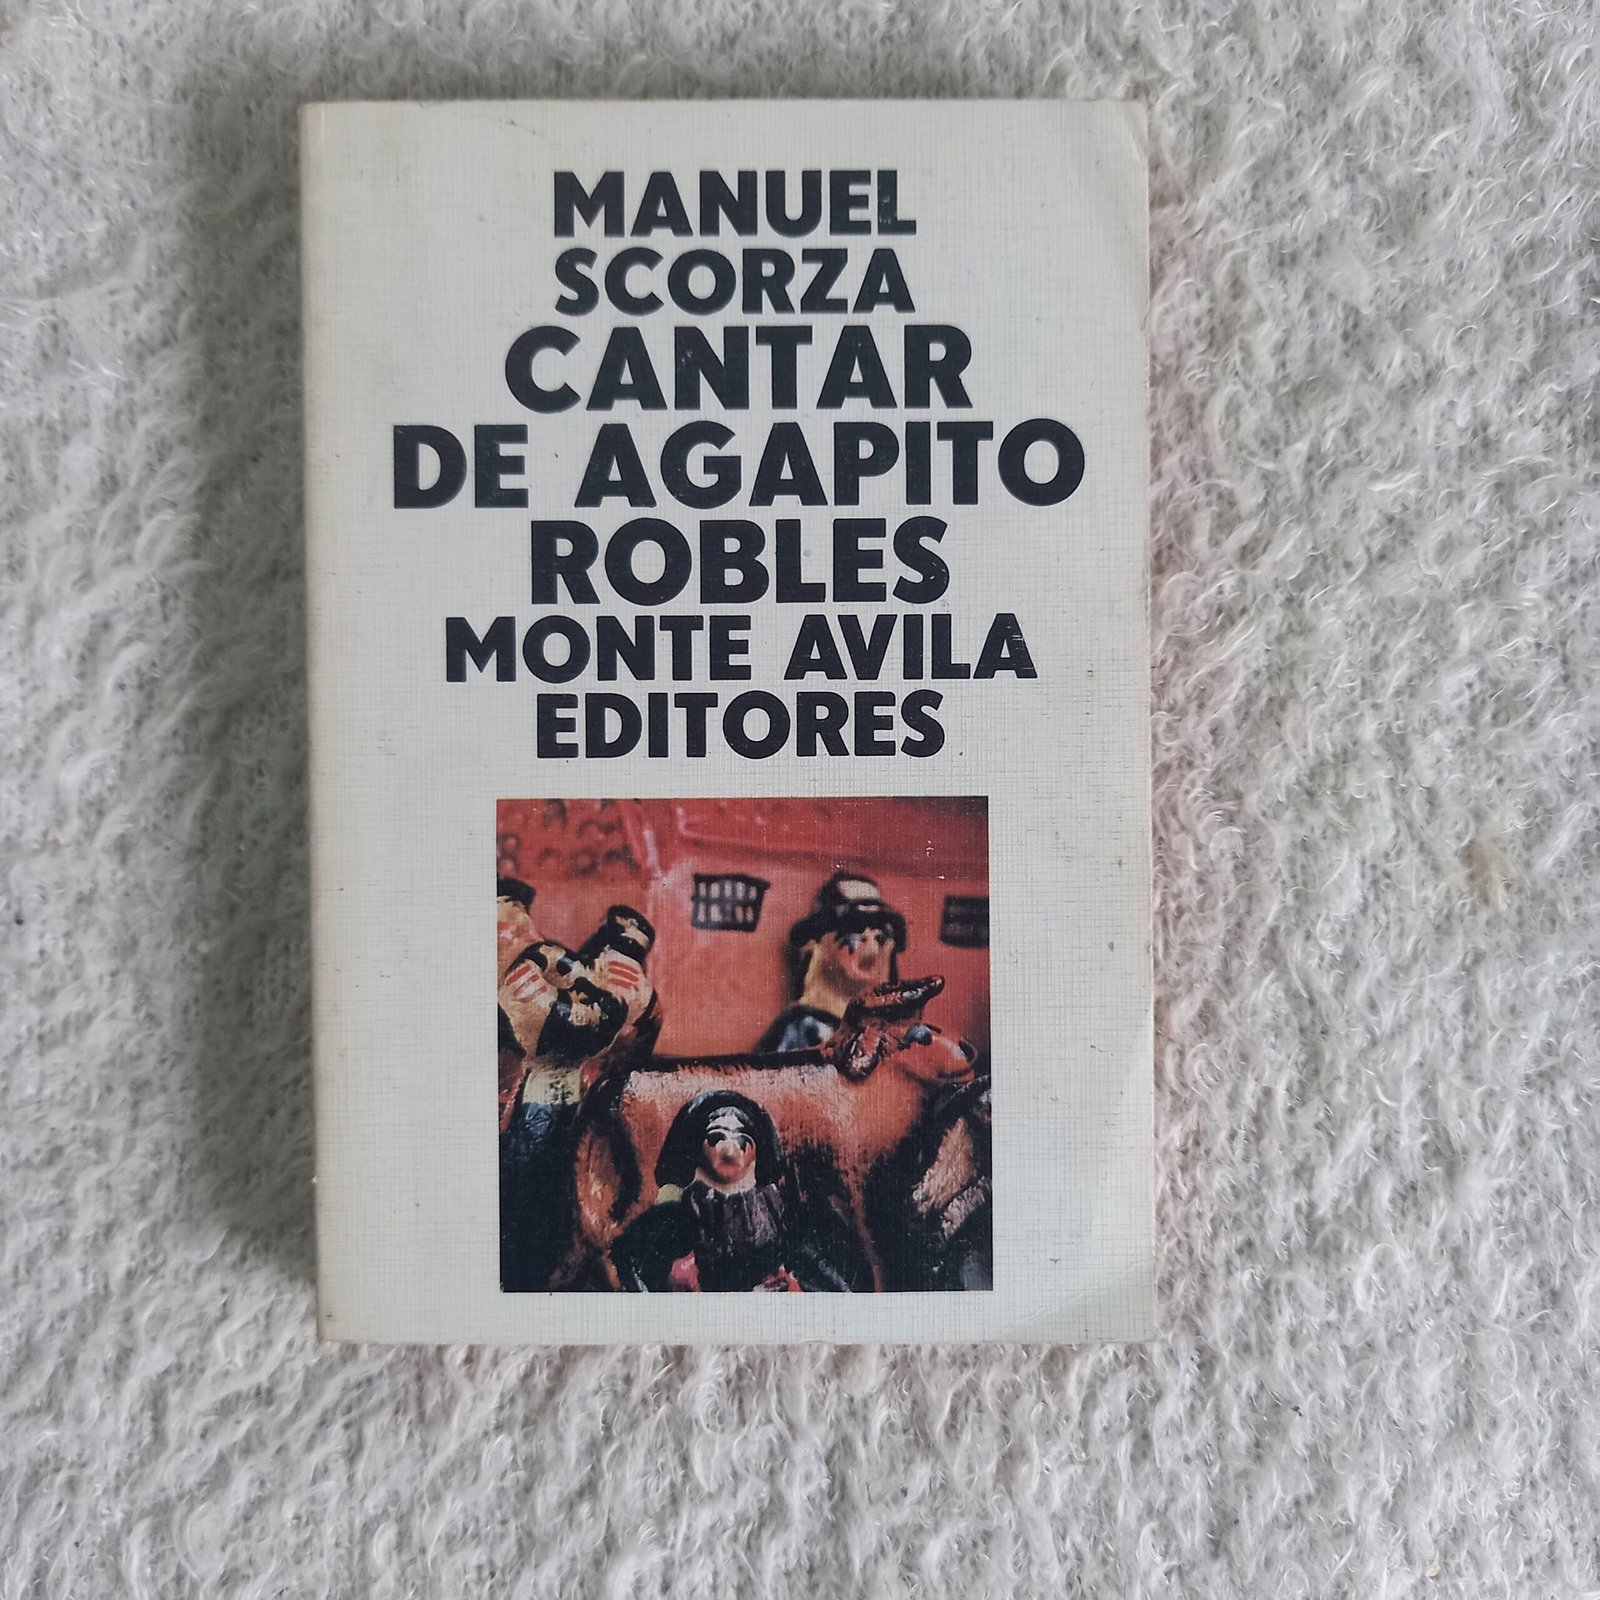 MANUEL
SCORZA
CANTAR
DE AGAPITO
ROBLES
MONTE AVILA
EDITORES